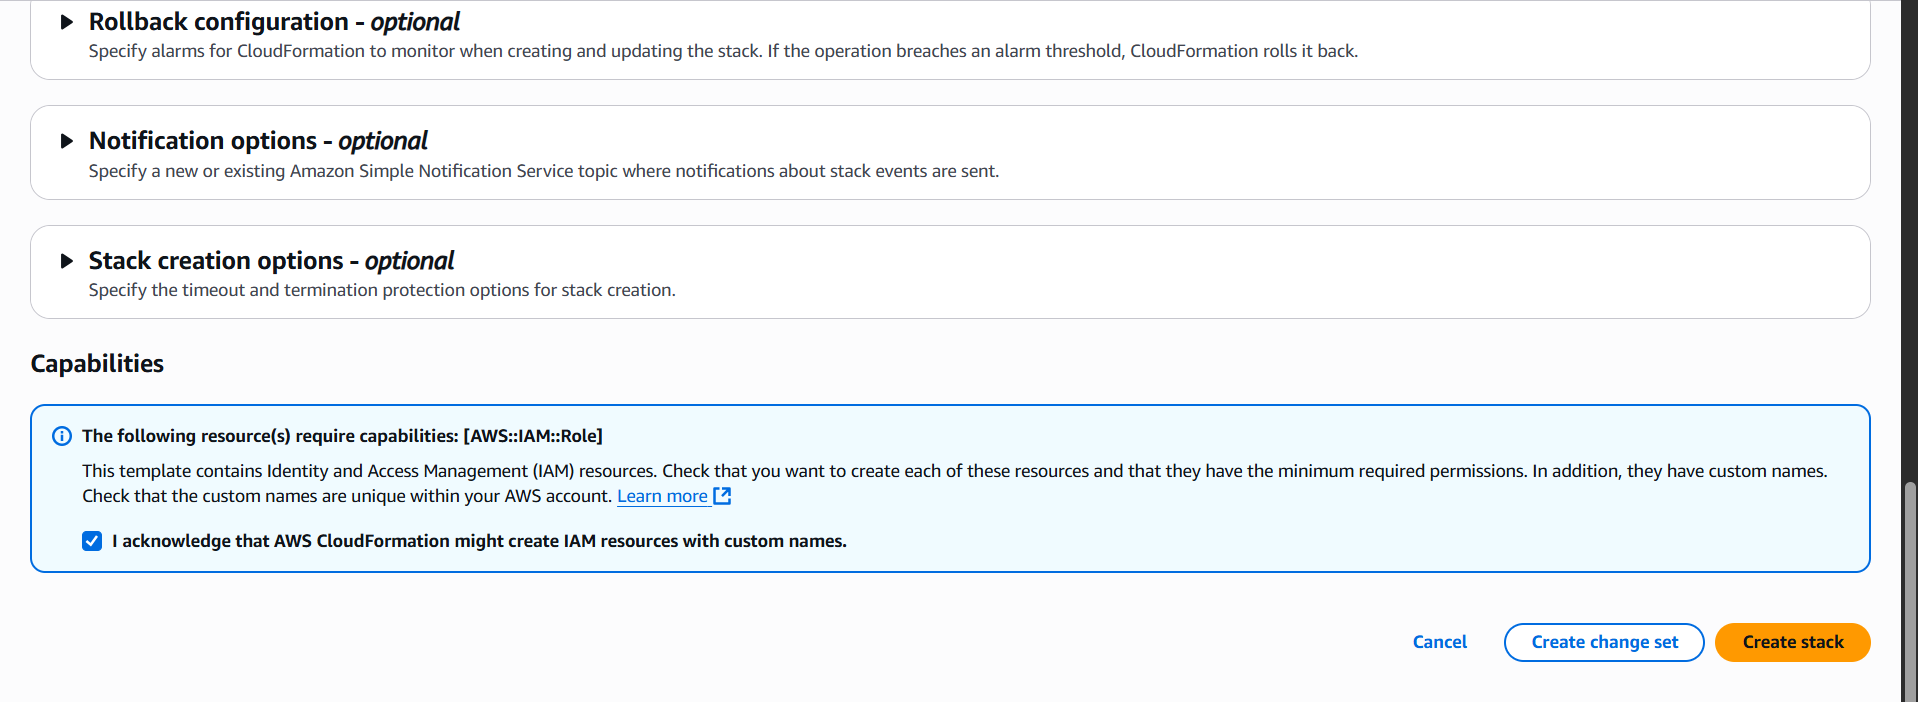 Rollback configuration - optional
Specify alarms for CloudFormation to monitor when creating and updating the stack. If the operation breaches an alarm threshold, CloudFormation rolls it back.
Notification options - optional
Specify a new or existing Amazon Simple Notification Service topic where notifications about stack events are sent.
Stack creation options - optional
Specify the timeout and termination protection options for stack creation.
Capabilities
The following resource(s) require capabilities: [AWS::IAM::Role]
This template contains Identity and Access Management (IAM) resources. Check that you want to create each of these resources and that they have the minimum required permissions. In addition, they have custom names.
Check that the custom names are unique within your AWS account. Learn more
I acknowledge that AWS CloudFormation might create IAM resources with custom names.
Cancel Create change set Create stack